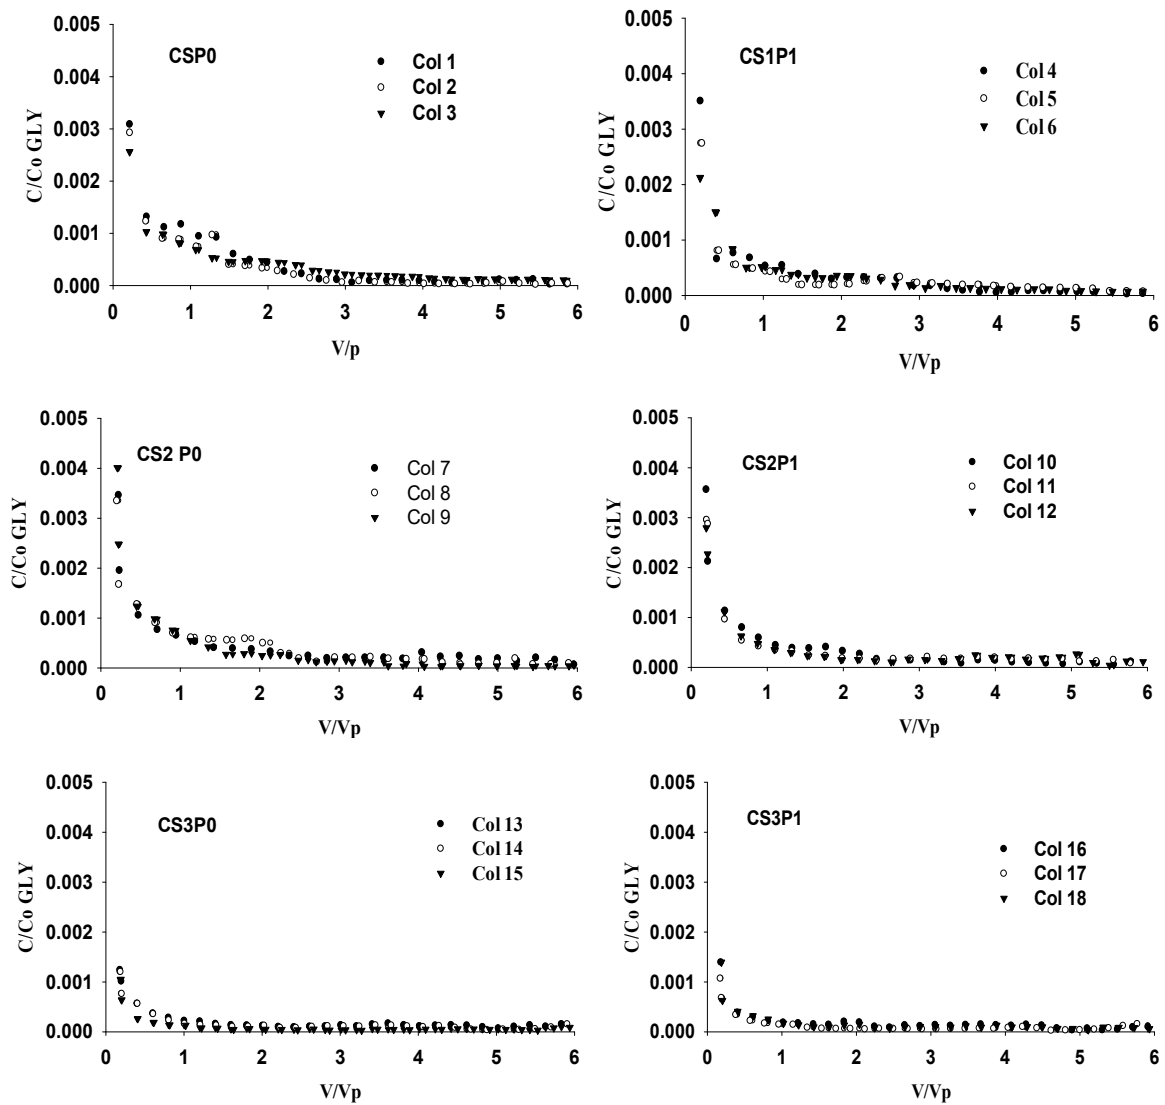 0.005
0.004
0.003
0.002
0.001
0.000
C/Co GLY
CSP0
Col 1
Col 2
Col 3
0 1 2 3 4 5 6
V/p
0.005
0.004
0.003
0.002
0.001
0.000
C/Co GLY
CS1P1
Col 4
Col 5
Col 6
0 1 2 3 4 5 6
V/Vp
0.005
0.004
0.003
0.002
0.001
0.000
C/Co GLY
CS2 P0
Col 7
Col 8
Col 9
0 1 2 3 4 5 6
V/Vp
0.005
0.004
0.003
0.002
0.001
0.000
C/Co GLY
CS2P1
Col 10
Col 11
Col 12
0 1 2 3 4 5 6
V/Vp
0.005
0.004
0.003
0.002
0.001
0.000
C/Co GLY
CS3P0
Col 13
Col 14
Col 15
0 1 2 3 4 5 6
V/Vp
0.005
0.004
0.003
0.002
0.001
0.000
C/Co GLY
CS3P1
Col 16
Col 17
Col 18
0 1 2 3 4 5 6
V/Vp